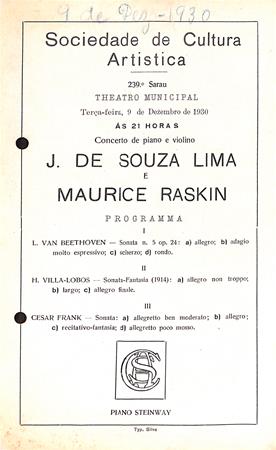 9 de Dez - 1930
Sociedade de Cultura
Artistica
239.º Sarau
THEATRO MUNICIPAL
Terça-feira, 9 de Dezembro de 1930
ÁS 21 HORAS
Concerto de piano e violino
J. DE SOUZA LIMA
E
MAURICE RASKIN
PROGRAMMA
I
L. VAN BEETHOVEN — Sonata n. 5 op. 24: a) allegro; b) adagio
molto espressivo; c) scherzo; d) rondo.
II
H. VILLA-LOBOS — Sonata-Fantasia (1914): a) allegro non troppo;
b) largo; c) allegro finale.
III
CESAR FRANK — Sonata: a) allegretto ben moderato; b) allegro;
c) recitativo-fantasia; d) allegretto poco mosso.
PIANO STEINWAY
Typ. Silva